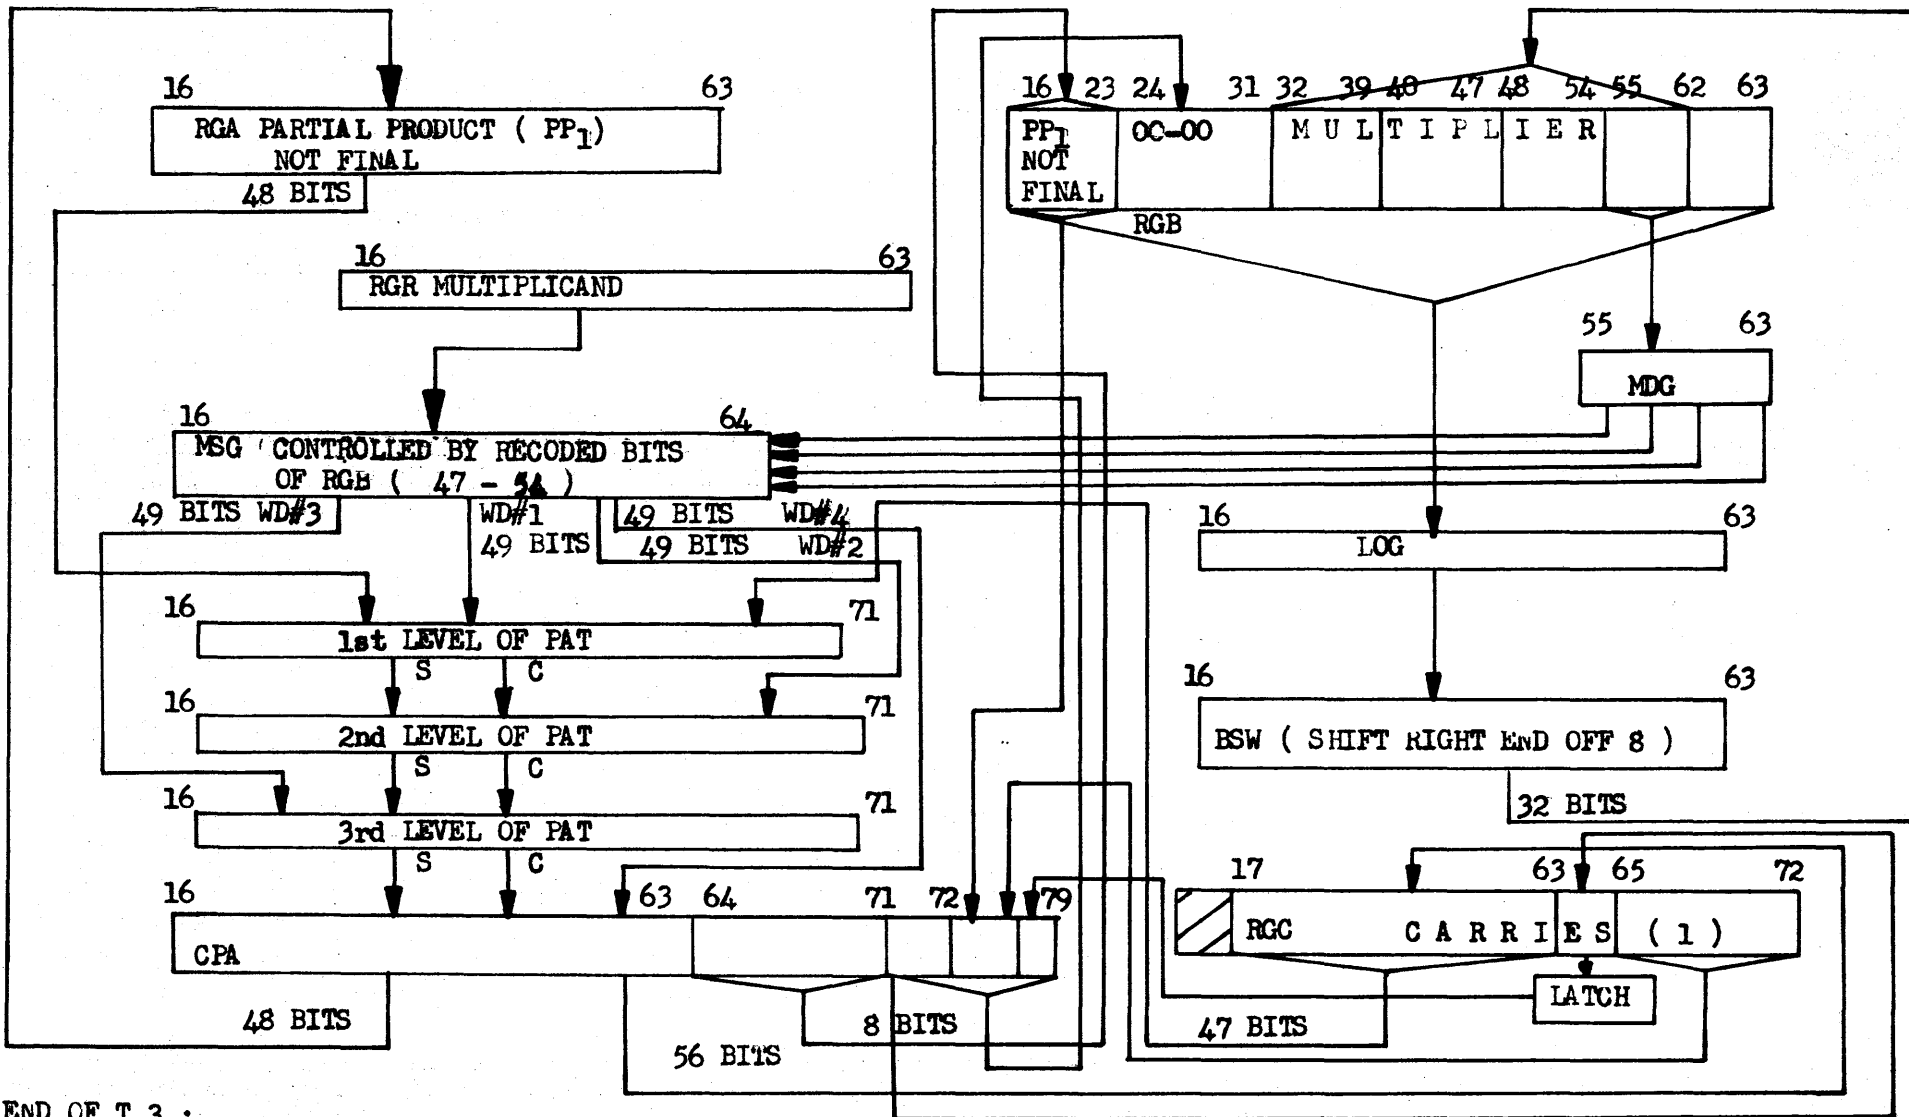 16 63
RGA PARTIAL PRODUCT ( PP1)
NOT FINAL
48 BITS
16 23 24 31 32 39 40 47 48 54 55 62 63
PP1 00-00 MULTIPLIER
NOT
FINAL
RGB
16 63
RGR MULTIPLICAND
55 63
MDG
16 64
MSG CONTROLLED BY RECODED BITS
OF RGB ( 47 - 54 )
49 BITS WD#3 WD#1 49 BITS WD#4
49 BITS 49 BITS WD#2
16 63
LOG
16 71
1st LEVEL OF PAT
S C
16 71
2nd LEVEL OF PAT
S C
16 63
BSW ( SHIFT RIGHT END OFF 8 )
32 BITS
16 71
3rd LEVEL OF PAT
S C
16 63 64 71 72 79
CPA
17 63 65 72
RGC CARRIES (1)
LATCH
48 BITS 8 BITS 47 BITS
56 BITS
END OF T 3 :